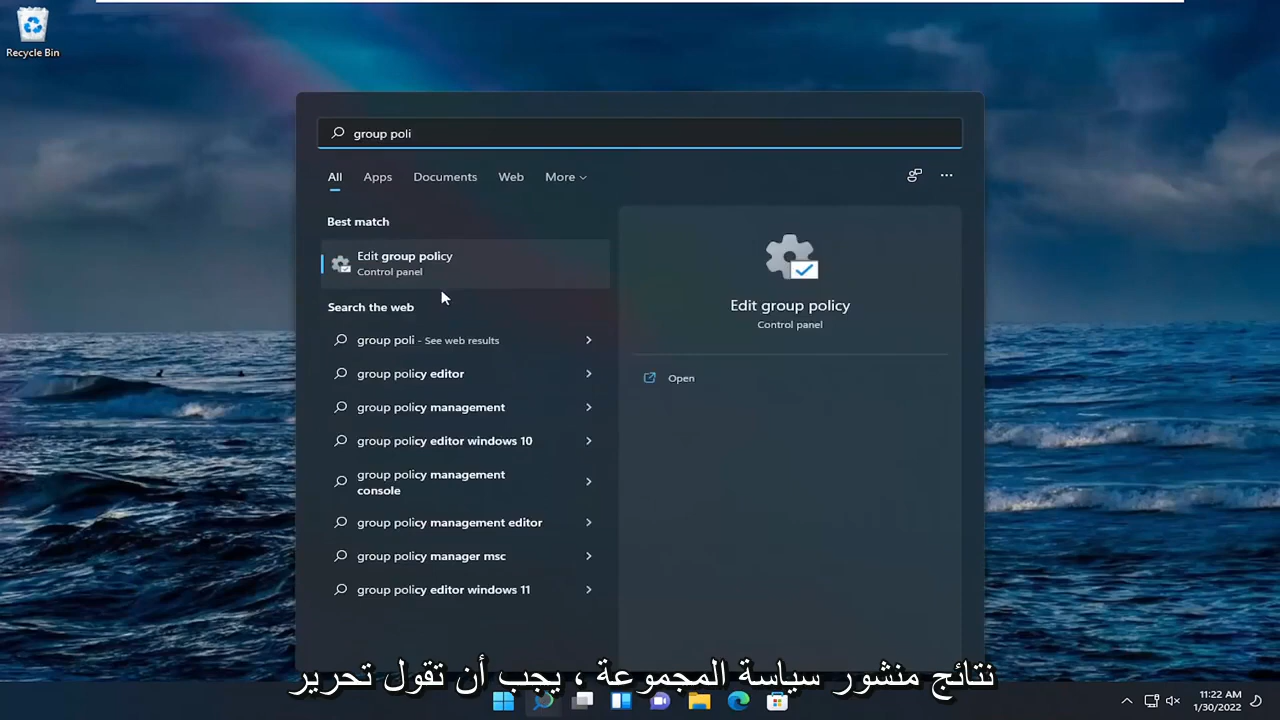 Recycle Bin
group poli
All Apps Documents Web More
Best match
Edit group policy
Control panel
Search the web
group poli - See web results
group policy editor
group policy management
group policy editor windows 10
group policy management
console
group policy management editor
group policy manager msc
group policy editor windows 11
Edit group policy
Control panel
Open
نتائج منشور سياسة المجموعة ، يجب أن تقول تحرير
11:22 AM
1/30/2022